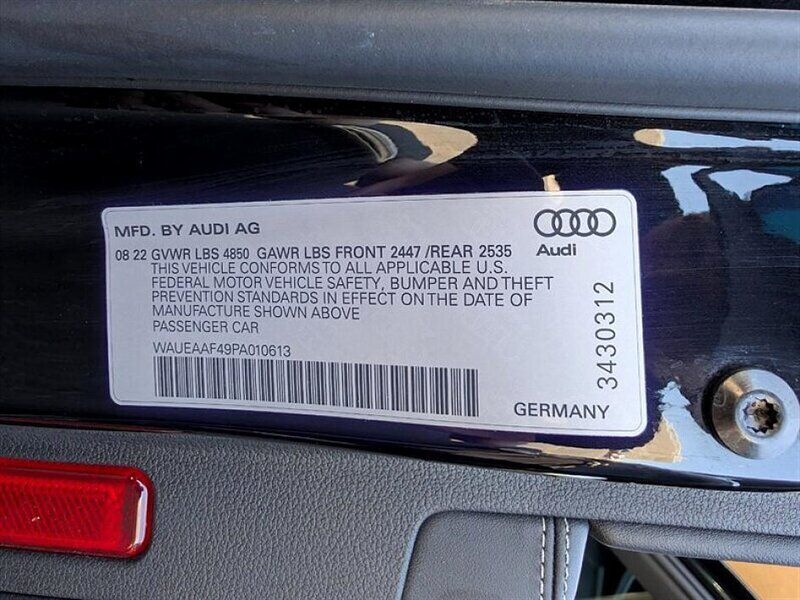 MFD. BY AUDI AG
Audi
08 22 GVWR LBS 4850 GAWR LBS FRONT 2447 /REAR 2535
THIS VEHICLE CONFORMS TO ALL APPLICABLE U.S.
FEDERAL MOTOR VEHICLE SAFETY, BUMPER AND THEFT
PREVENTION STANDARDS IN EFFECT ON THE DATE OF
MANUFACTURE SHOWN ABOVE
PASSENGER CAR
WAUEAAF49PA010613
3430312
GERMANY